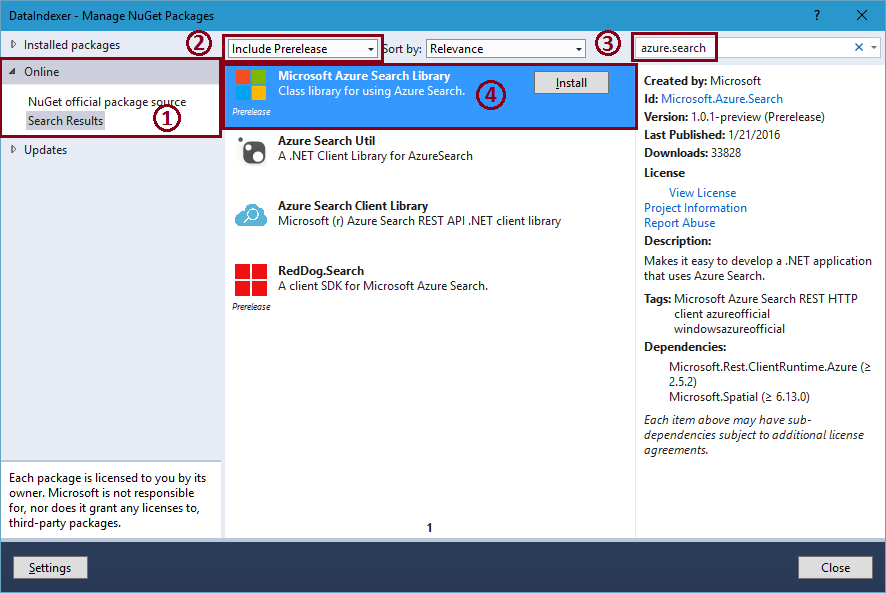 DataIndexer - Manage NuGet Packages
?
Installed packages
Online
NuGet official package source
Search Results
1
Updates
Each package is licensed to you by its
owner. Microsoft is not responsible
for, nor does it grant any licenses to,
third-party packages.
2
Include Prerelease
Sort by:
Relevance
3
azure.search
Microsoft Azure Search Library
Class library for using Azure Search.
Prerelease
4
Install
Azure Search Util
A .NET Client Library for AzureSearch
Azure Search Client Library
Microsoft (r) Azure Search REST API .NET client library
RedDog.Search
A client SDK for Microsoft Azure Search.
Prerelease
1
Created by: Microsoft
Id: Microsoft.Azure.Search
Version: 1.0.1-preview (Prerelease)
Last Published: 1/21/2016
Downloads: 33828
License
View License
Project Information
Report Abuse
Description:
Makes it easy to develop a .NET application
that uses Azure Search.
Tags: Microsoft Azure Search REST HTTP
client azureofficial
windowsazureofficial
Dependencies:
Microsoft.Rest.ClientRuntime.Azure (≥
2.5.2)
Microsoft.Spatial (≥ 6.13.0)
Each item above may have sub-
dependencies subject to additional license
agreements.
Settings
Close